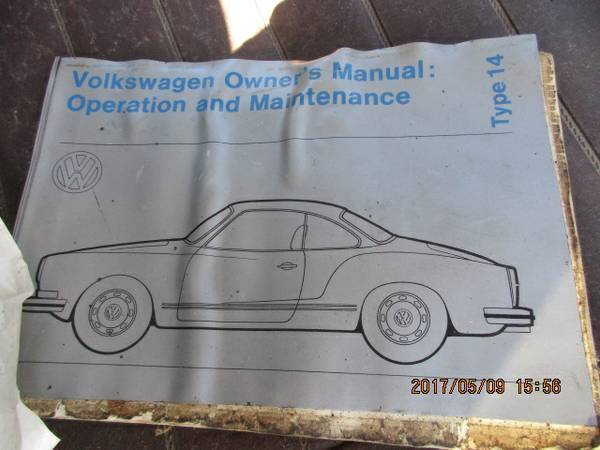 Volkswagen Owner's Manual:
Operation and Maintenance
Type 14
2017/05/09 15:56